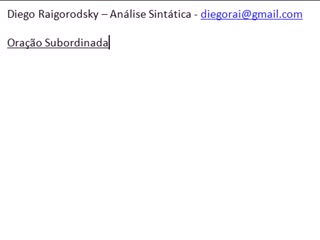 Diego Raigorodsky – Análise Sintática - diegorai@gmail.com
Oração Subordinada